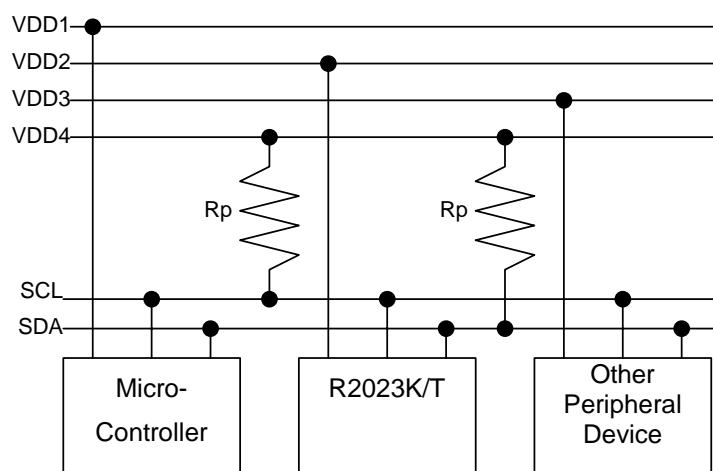 VDD1
VDD2
VDD3
VDD4
Rp
Rp
SCL
SDA
Micro-
Controller
R2023K/T
Other
Peripheral
Device